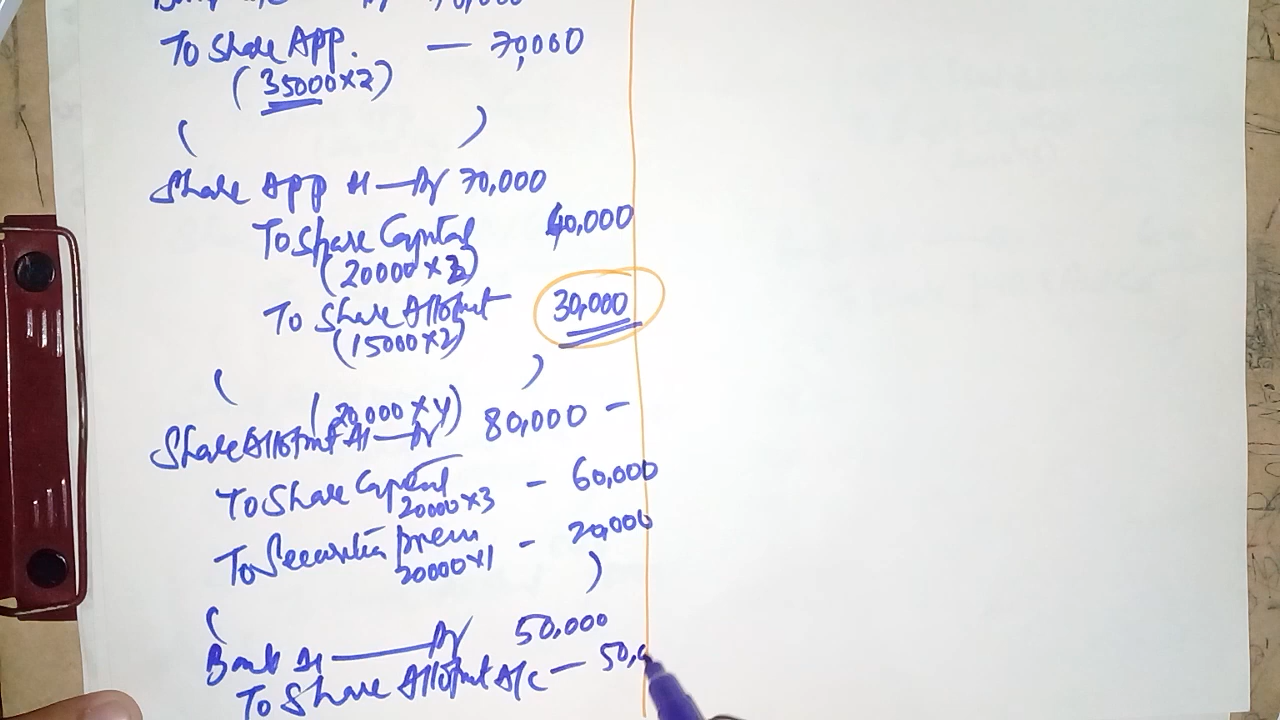 To Share App. — 70,000
(35000×2)
( )
Share App A/c — Dr 70,000
To Share Capital 40,000
(20000×2)
To Share Allotment 30,000
(15000×2)
( )
(20,000×4)
Share Allotment A/c — Dr 80,000 –
To Share Capital – 60,000
20000×3
To Securities prem – 20,000
20000×1
( )
Bank A/c — Dr 50,000
To Share Allotment A/c — 50,0